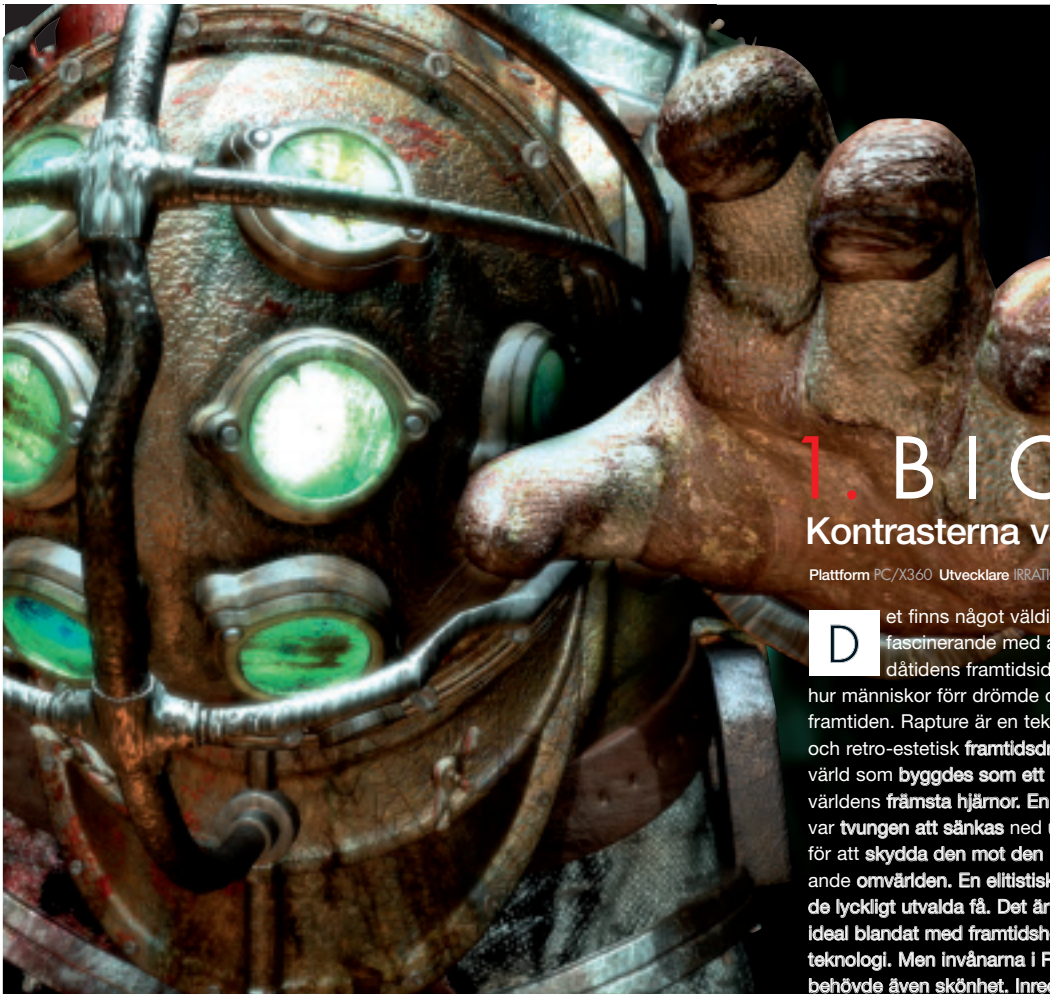 1. BIO
Kontrasterna v
Plattform PC/X360 Utvecklare IRRATI
Det finns något väldi
fascinerande med a
dåtidens framtidsid
hur människor förr drömde o
framtiden. Rapture är en tek
och retro-estetisk framtidsdr
värld som byggdes som ett
världens främsta hjärnor. En
var tvungen att sänkas ned u
för att skydda den mot den
ande omvärlden. En elitistisk
de lyckligt utvalda få. Det är
ideal blandat med framtidsho
teknologi. Men invånarna i R
behövde även skönhet. Inred